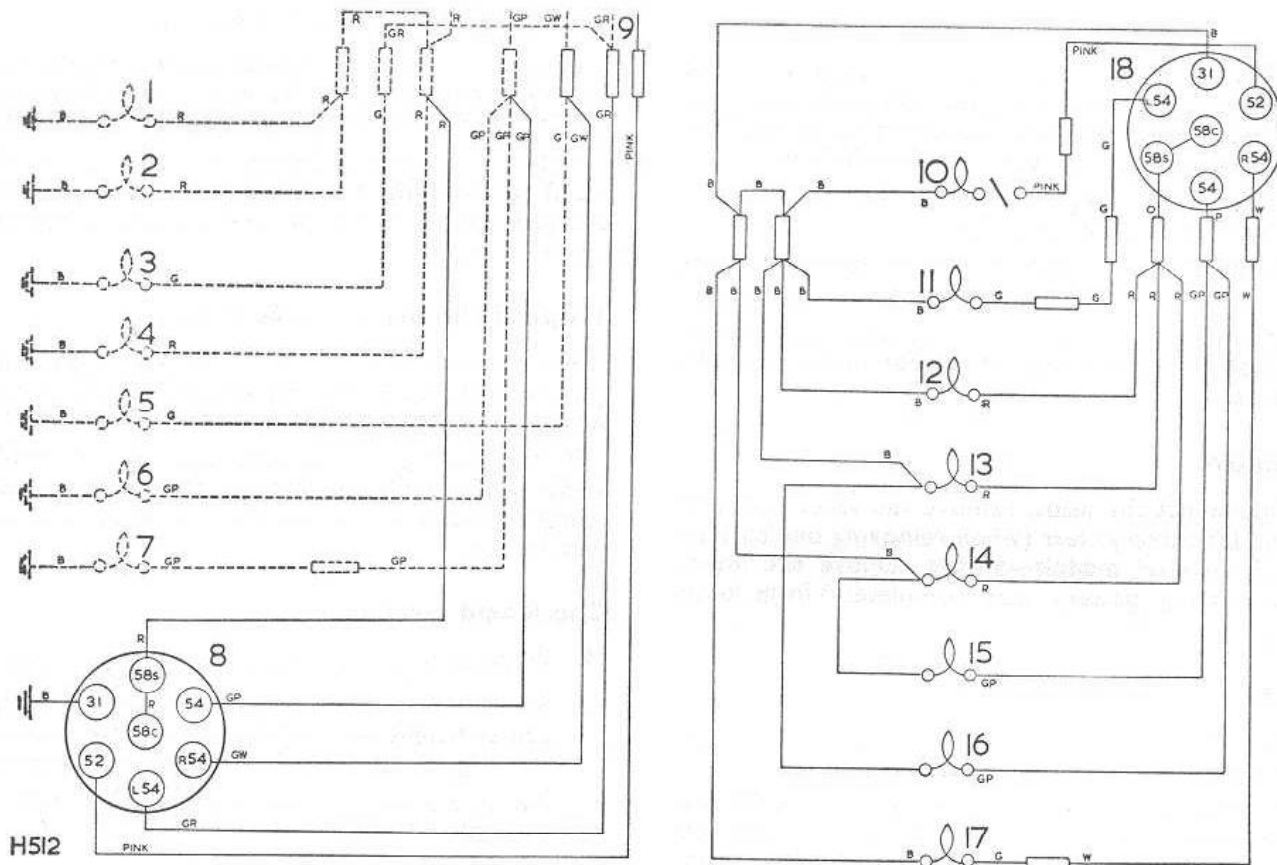 R R GP GW GR 9
GR
1
B R R
G R R GP GP GP G GW GR
PINK
2
B R
3
B G
4
B R
5
B G
6
B GP
7
B GP GP
R
8
58s
B 31 54 GP
R
58c
52 R54 GW
L54
GR
PINK
H512
B
PINK
18
31
L54 52
58c
G 58s R54
54
B B B
10
B PINK
G O P W
11
B B B B B
B G G R R R GP GP W
12
B R
13
B R
14
B R
15
GP
16
GP
17
B G W